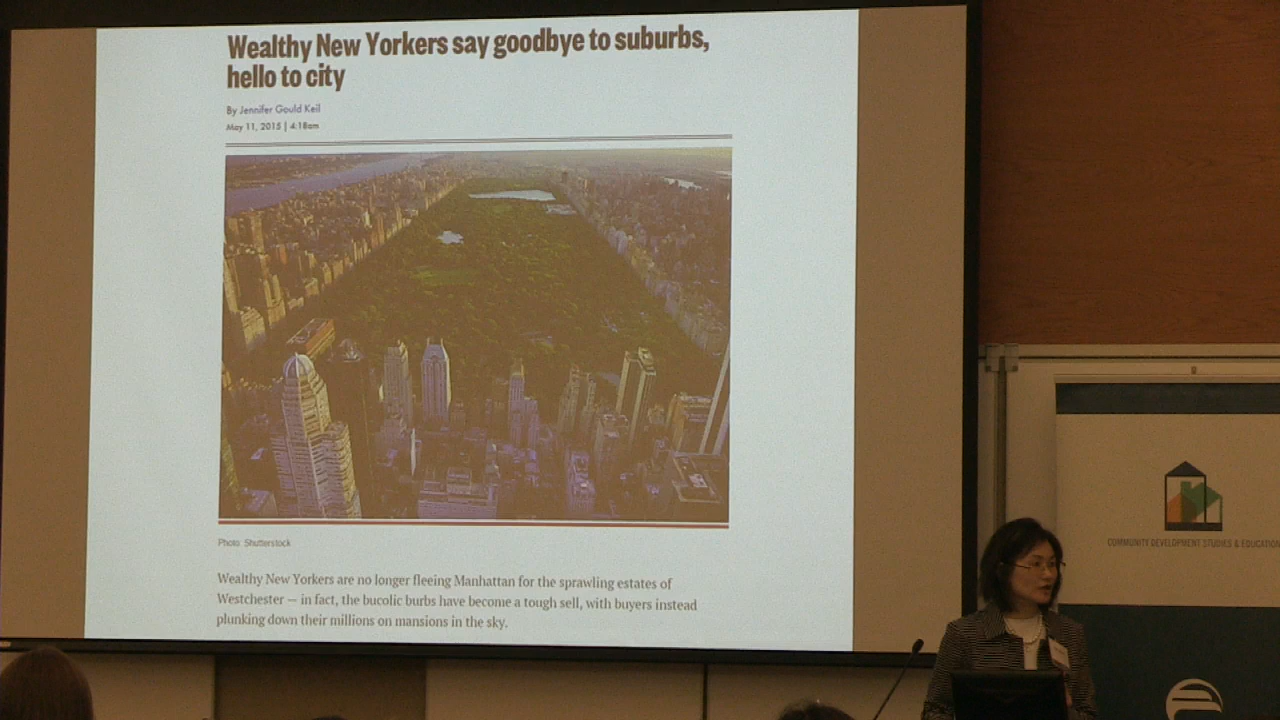 Wealthy New Yorkers say goodbye to suburbs,
hello to city
By Jennifer Gould Keil
May 11, 2015 | 4:18am
Photo: Shutterstock
Wealthy New Yorkers are no longer fleeing Manhattan for the sprawling estates of
Westchester — in fact, the bucolic burbs have become a tough sell, with buyers instead
plunking down their millions on mansions in the sky.
COMMUNITY DEVELOPMENT STUDIES & EDUCATION